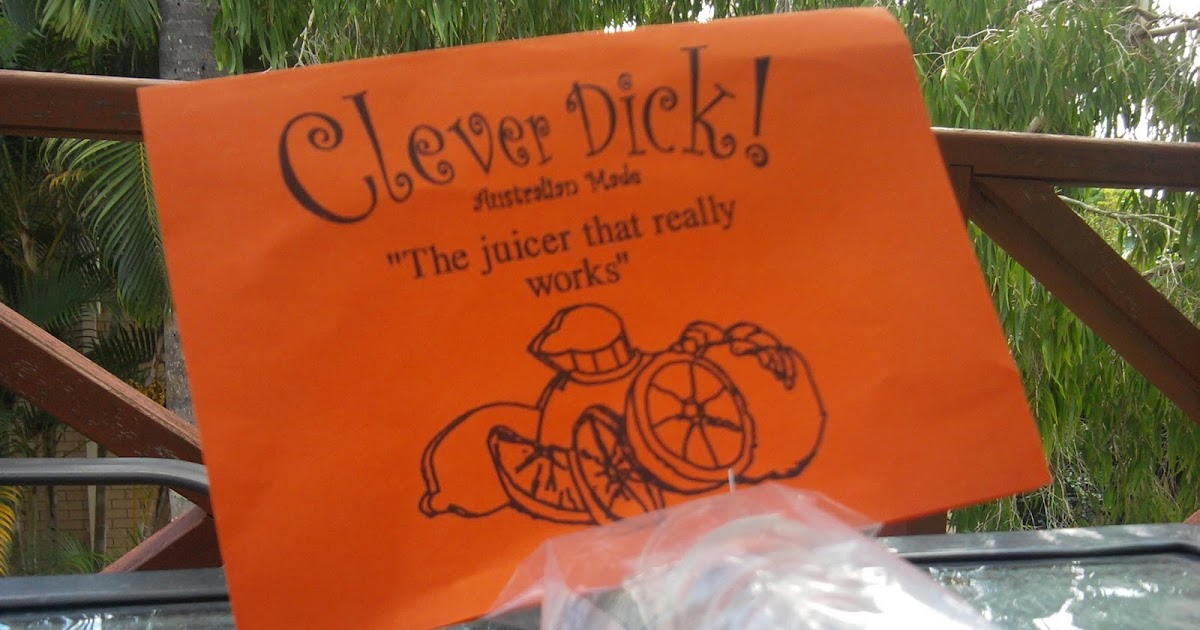 Clever Dick!
Australian Made
"The juicer that really
works"